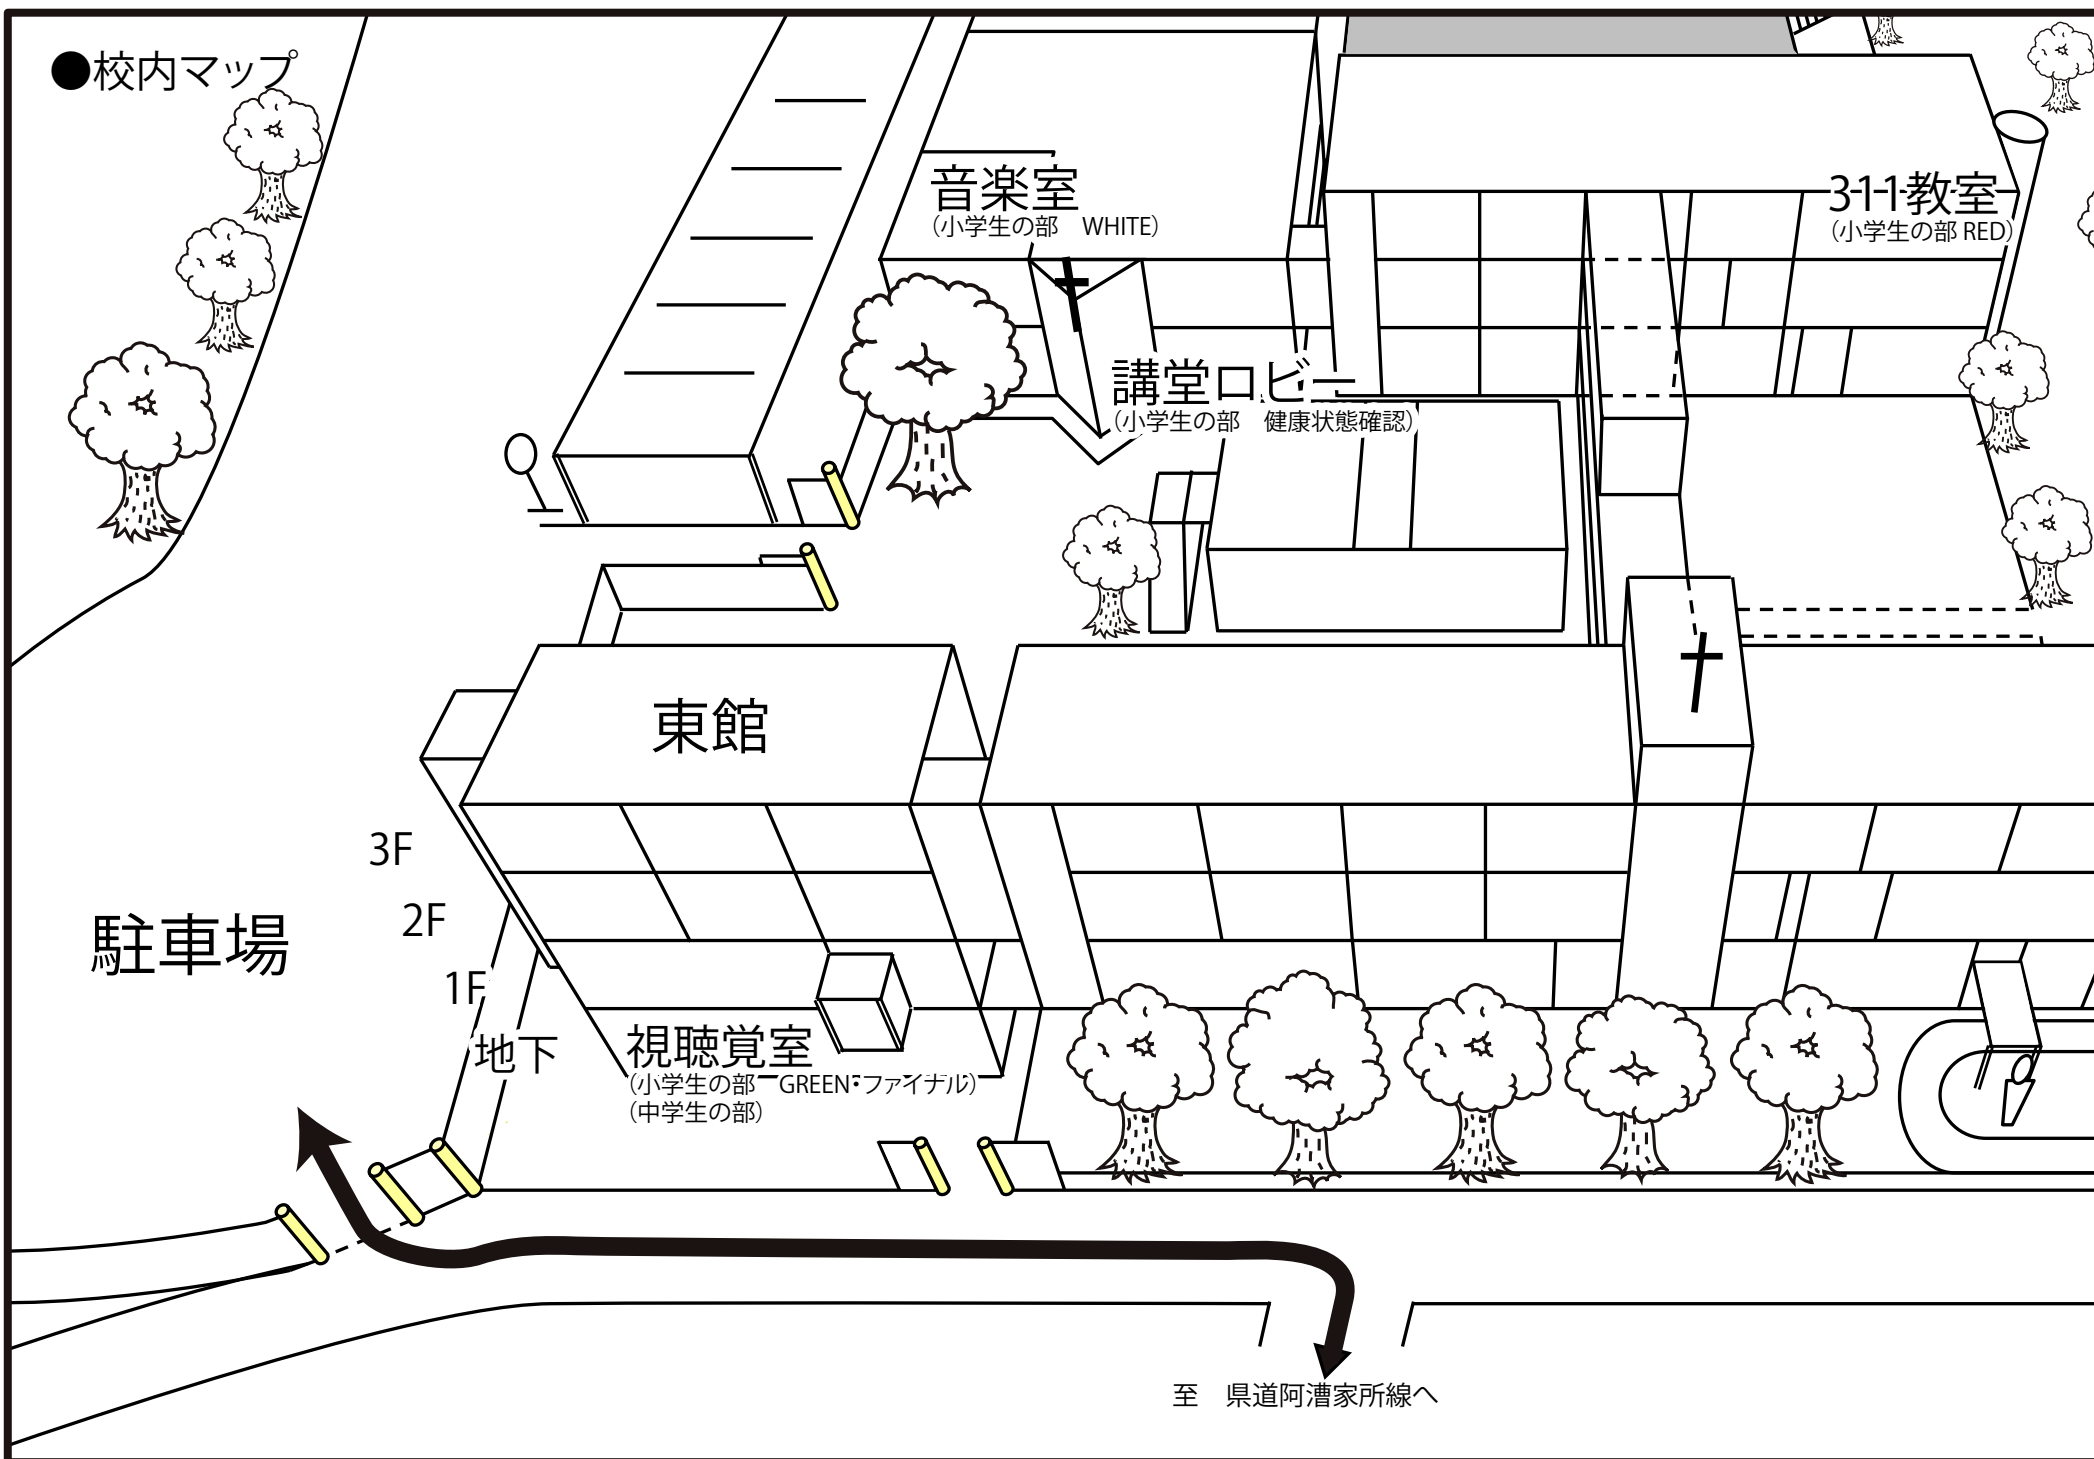 ●校内マップ
音楽室
（小学生の部　WHITE）
311教室
（小学生の部 RED）
講堂ロビー
（小学生の部　健康状態確認）
東館
3F
2F
駐車場
1F
地下
視聴覚室
（小学生の部　GREEN・ファイナル）
（中学生の部）
至　県道阿漕家所線へ